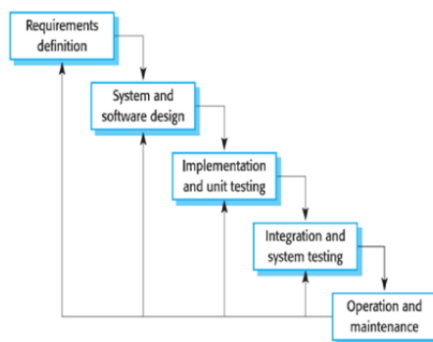 Requirements
definition
System and
software design
Implementation
and unit testing
Integration and
system testing
Operation and
maintenance